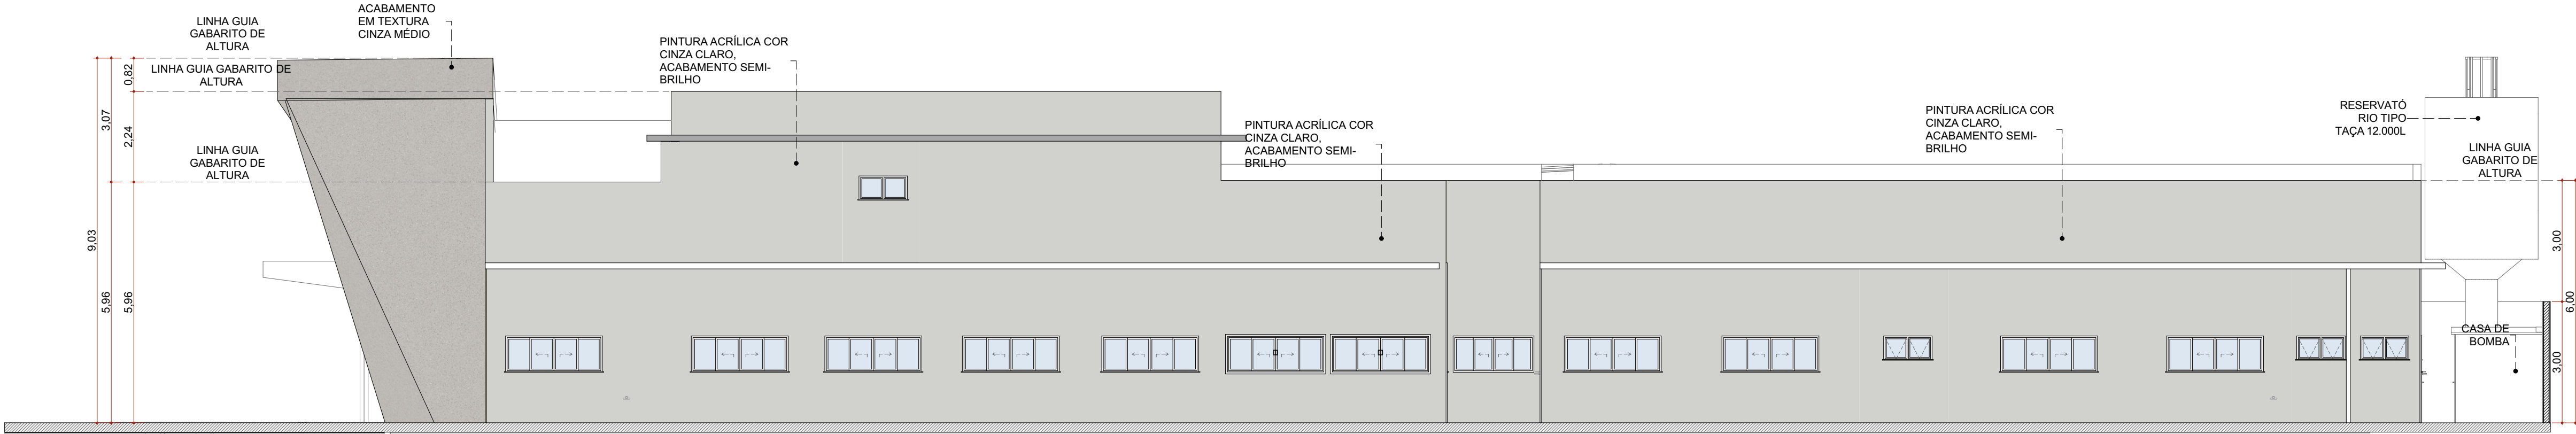 ACABAMENTO
EM TEXTURA
CINZA MÉDIO
LINHA GUIA
GABARITO DE
ALTURA
LINHA GUIA GABARITO DE
ALTURA
LINHA GUIA
GABARITO DE
ALTURA
0,82
3,07
2,24
9,03
5,96
5,96
PINTURA ACRÍLICA COR
CINZA CLARO,
ACABAMENTO SEMI-
BRILHO
PINTURA ACRÍLICA COR
CINZA CLARO,
ACABAMENTO SEMI-
BRILHO
PINTURA ACRÍLICA COR
CINZA CLARO,
ACABAMENTO SEMI-
BRILHO
RESERVATÓ
RIO TIPO
TAÇA 12.000L
LINHA GUIA
GABARITO DE
ALTURA
CASA DE
BOMBA
3,00
6,00
3,00